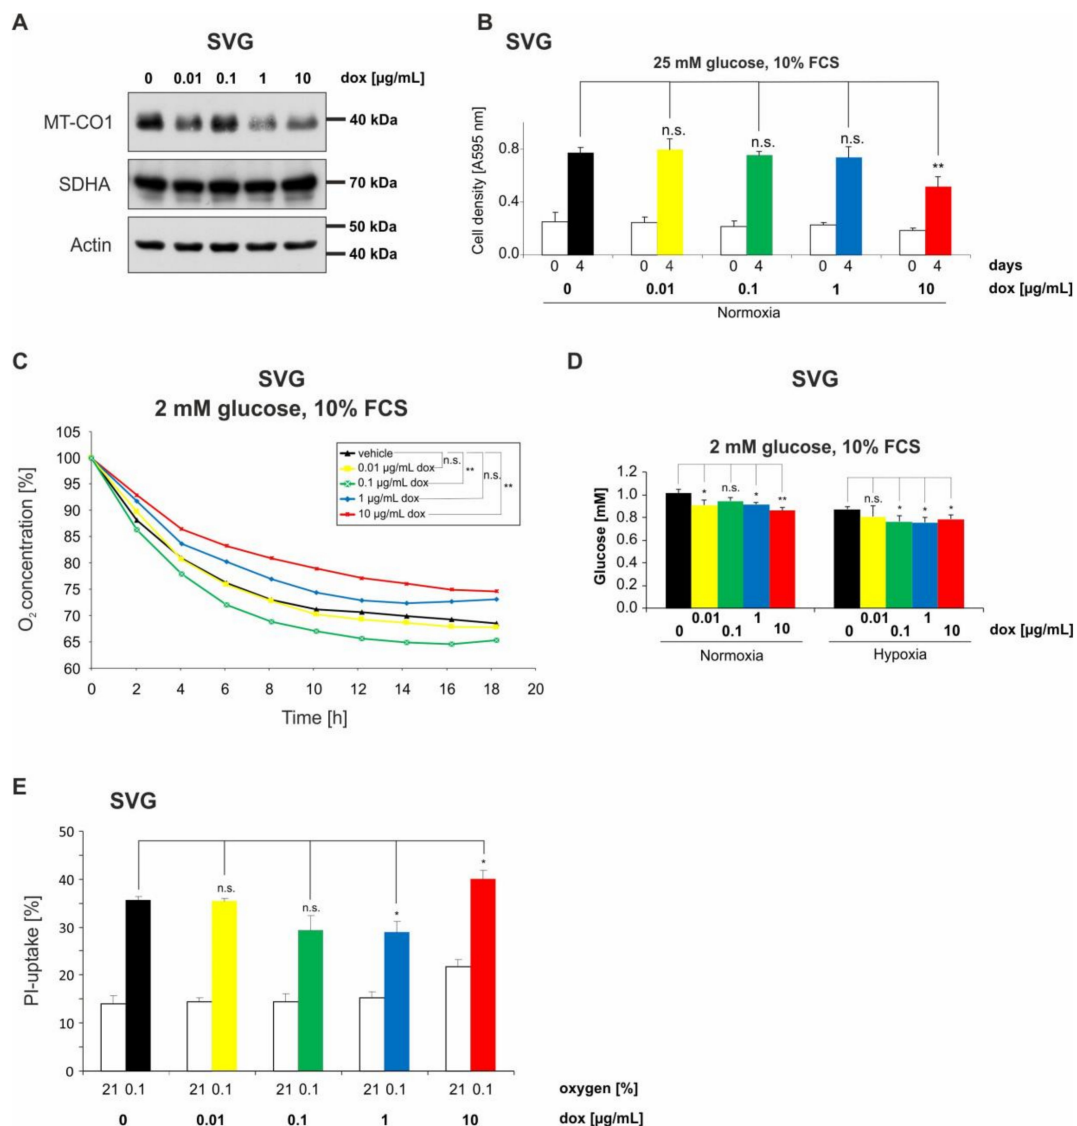 A
SVG
0 0.01 0.1 1 10 dox [µg/mL]
MT-CO1
40 kDa
SDHA
70 kDa
50 kDa
Actin
40 kDa
B
SVG
25 mM glucose, 10% FCS
Cell density [A595 nm]
0.8
0.4
0.0
n.s.
n.s.
n.s.
**
0 4 0 4 0 4 0 4 0 4 days
0 0.01 0.1 1 10 dox [µg/mL]
Normoxia
C
SVG
2 mM glucose, 10% FCS
O2 concentration [%]
105
100
95
90
85
80
75
70
65
60
vehicle
0.01 µg/mL dox
0.1 µg/mL dox
1 µg/mL dox
10 µg/mL dox
n.s.
**
n.s.
**
0 2 4 6 8 10 12 14 16 18 20
Time [h]
D
SVG
2 mM glucose, 10% FCS
Glucose [mM]
1.2
1.0
0.8
0.6
0.4
0.2
0.0
* n.s. * **
n.s. * * *
0 0.01 0.1 1 10 0 0.01 0.1 1 10 dox [µg/mL]
Normoxia Hypoxia
E
SVG
PI-uptake [%]
50
40
30
20
10
0
n.s.
n.s.
*
*
21 0.1 21 0.1 21 0.1 21 0.1 21 0.1 oxygen [%]
0 0.01 0.1 1 10 dox [µg/mL]